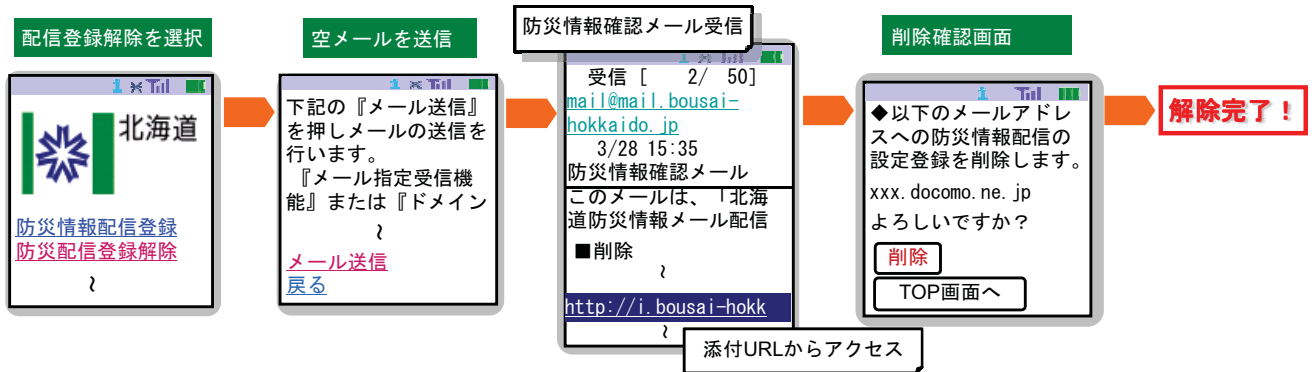 配信登録解除を選択
北海道
防災情報配信登録
防災配信登録解除
~
空メールを送信
下記の『メール送信』
を押しメールの送信を
行います。
『メール指定受信機
能』または『ドメイン
~
メール送信
戻る
防災情報確認メール受信
受信 [ 2/ 50]
mail@mail.bousai-
hokkaido.jp
3/28 15:35
防災情報確認メール
このメールは、「北海
道防災情報メール配信
■削除
~
http://i.bousai-hokk
~
添付URLからアクセス
削除確認画面
◆以下のメールアドレ
スへの防災情報配信の
設定登録を削除します。
xxx.docomo.ne.jp
よろしいですか？
削除
TOP画面へ
解除完了！